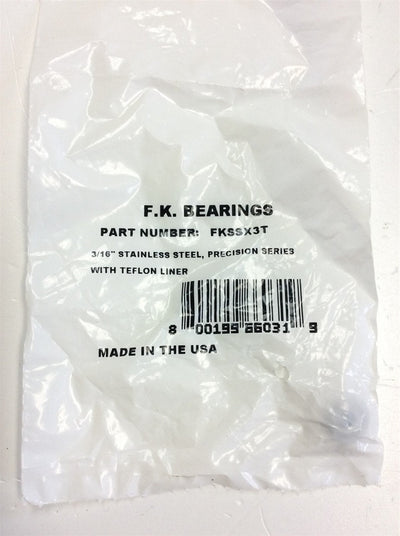 F.K. BEARINGS
PART NUMBER: FKSSX3T
3/16" STAINLESS STEEL, PRECISION SERIES
WITH TEFLON LINER
8 00199 66031 9
MADE IN THE USA